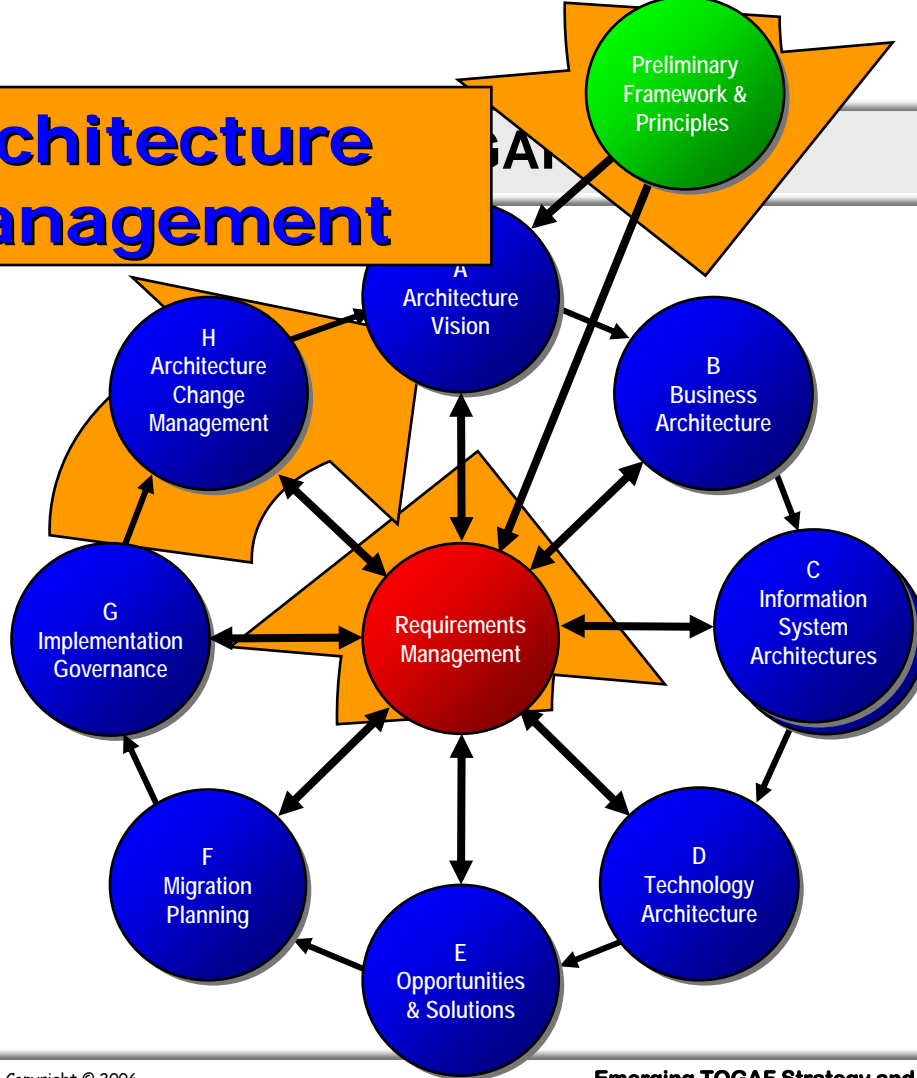 Preliminary
Framework &
Principles
chitecture
anagement
A
Architecture
Vision
H
Architecture
Change
Management
B
Business
Architecture
C
Information
System
Architectures
G
Implementation
Governance
Requirements
Management
F
Migration
Planning
D
Technology
Architecture
E
Opportunities
& Solutions
Copyright © 2006
Emerging TOGAF Strategy and